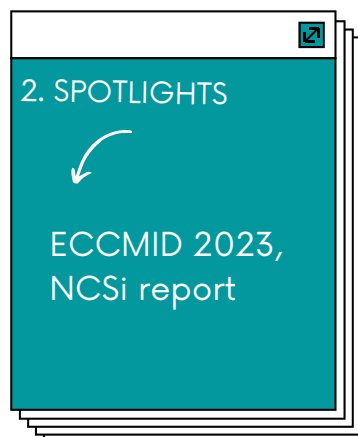 2. SPOTLIGHTS
ECCMID 2023,
NCSi report